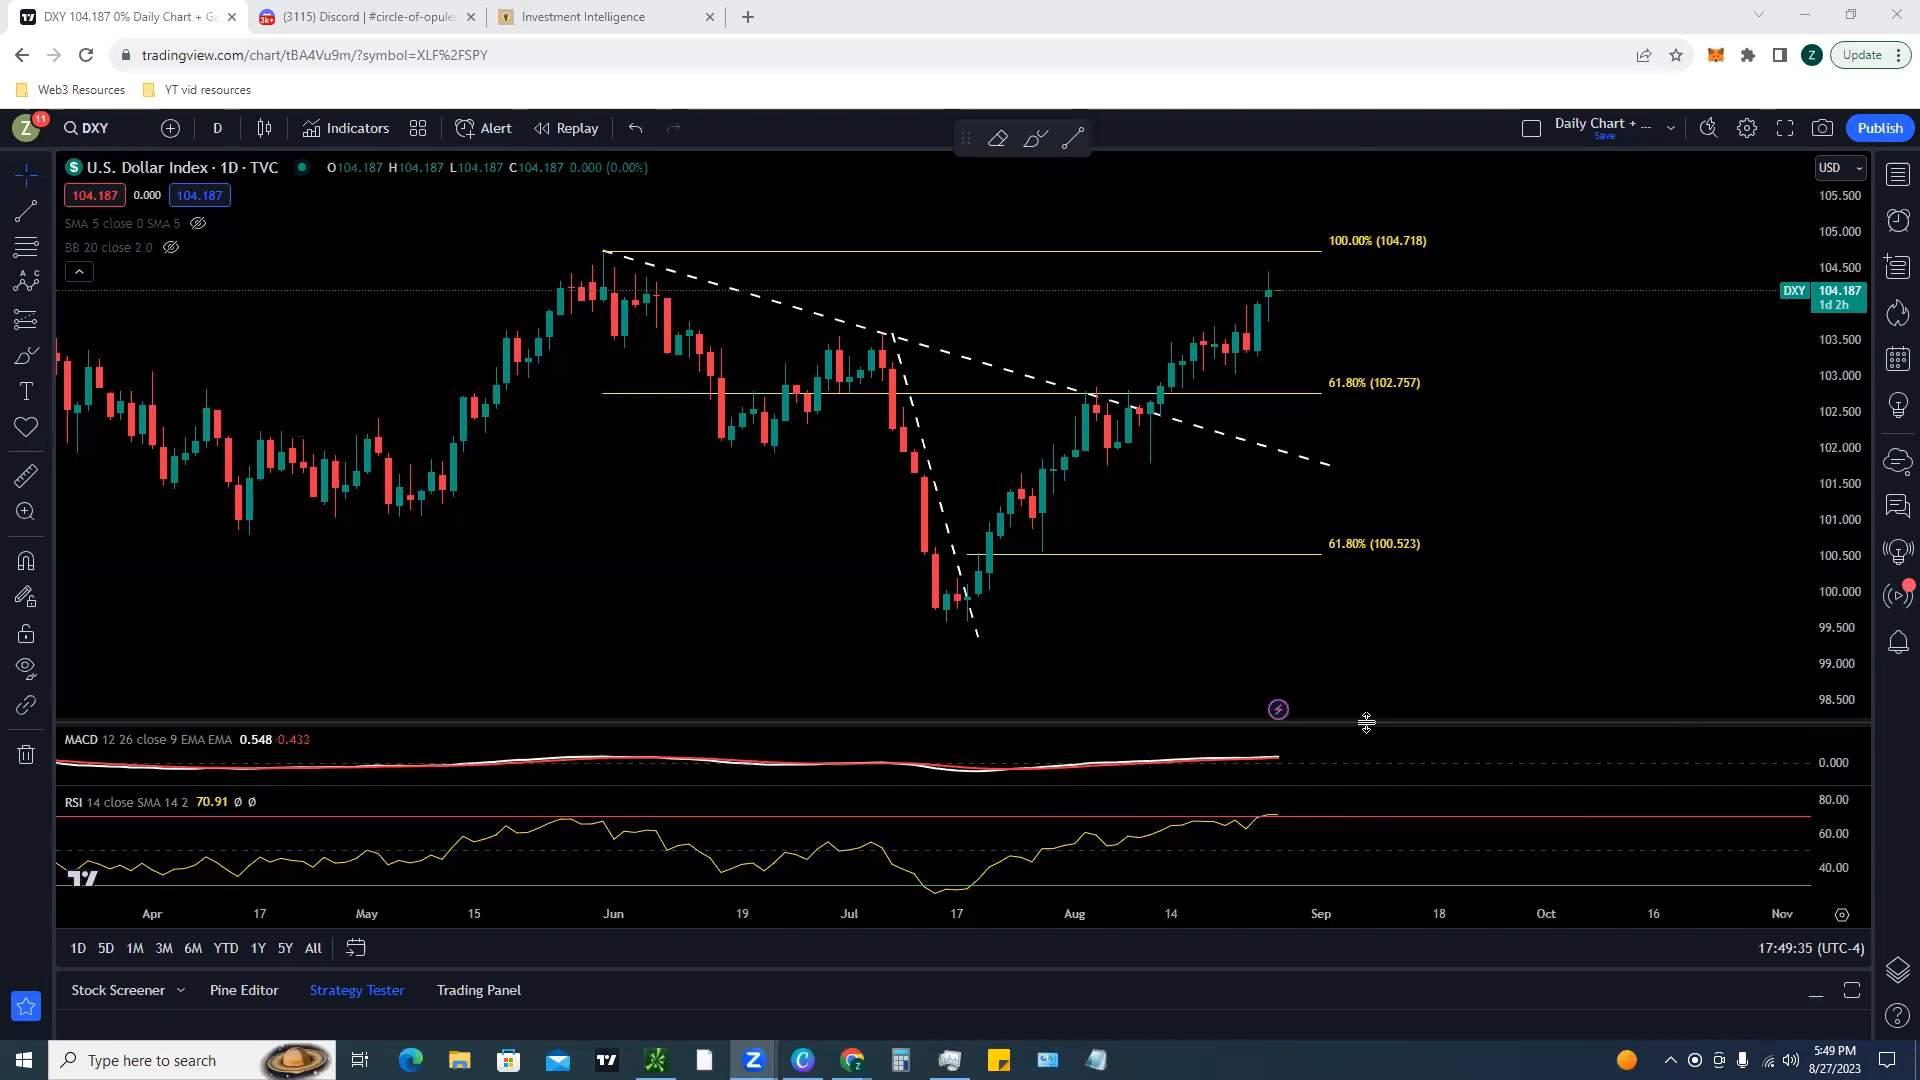 DXY 104.187 0% Daily Chart + Ga
(3115) Discord | #circle-of-opule
Investment Intelligence
tradingview.com/chart/tBA4Vu9m/?symbol=XLF%2FSPY
Z
Update
Web3 Resources
YT vid resources
Z
11
DXY
D
Indicators
Alert
Replay
Daily Chart + ...
Save
Publish
U.S. Dollar Index · 1D · TVC
O104.187 H104.187 L104.187 C104.187 0.000 (0.00%)
USD
104.187
0.000
104.187
SMA 5 close 0 SMA 5
BB 20 close 2 0
105.500
105.000
104.500
DXY
104.187
1d 2h
103.500
103.000
102.500
102.000
101.500
101.000
100.500
100.000
99.500
99.000
98.500
100.00% (104.718)
61.80% (102.757)
61.80% (100.523)
MACD 12 26 close 9 EMA EMA 0.548 0.432
0.000
RSI 14 close SMA 14 2 70.91 Ø Ø
80.00
60.00
40.00
Apr 17 May 15 Jun 19 Jul 17 Aug 14 Sep 18 Oct 16 Nov
1D 5D 1M 3M 6M YTD 1Y 5Y All
17:49:35 (UTC-4)
Stock Screener
Pine Editor
Strategy Tester
Trading Panel
Type here to search
5:49 PM
8/27/2023